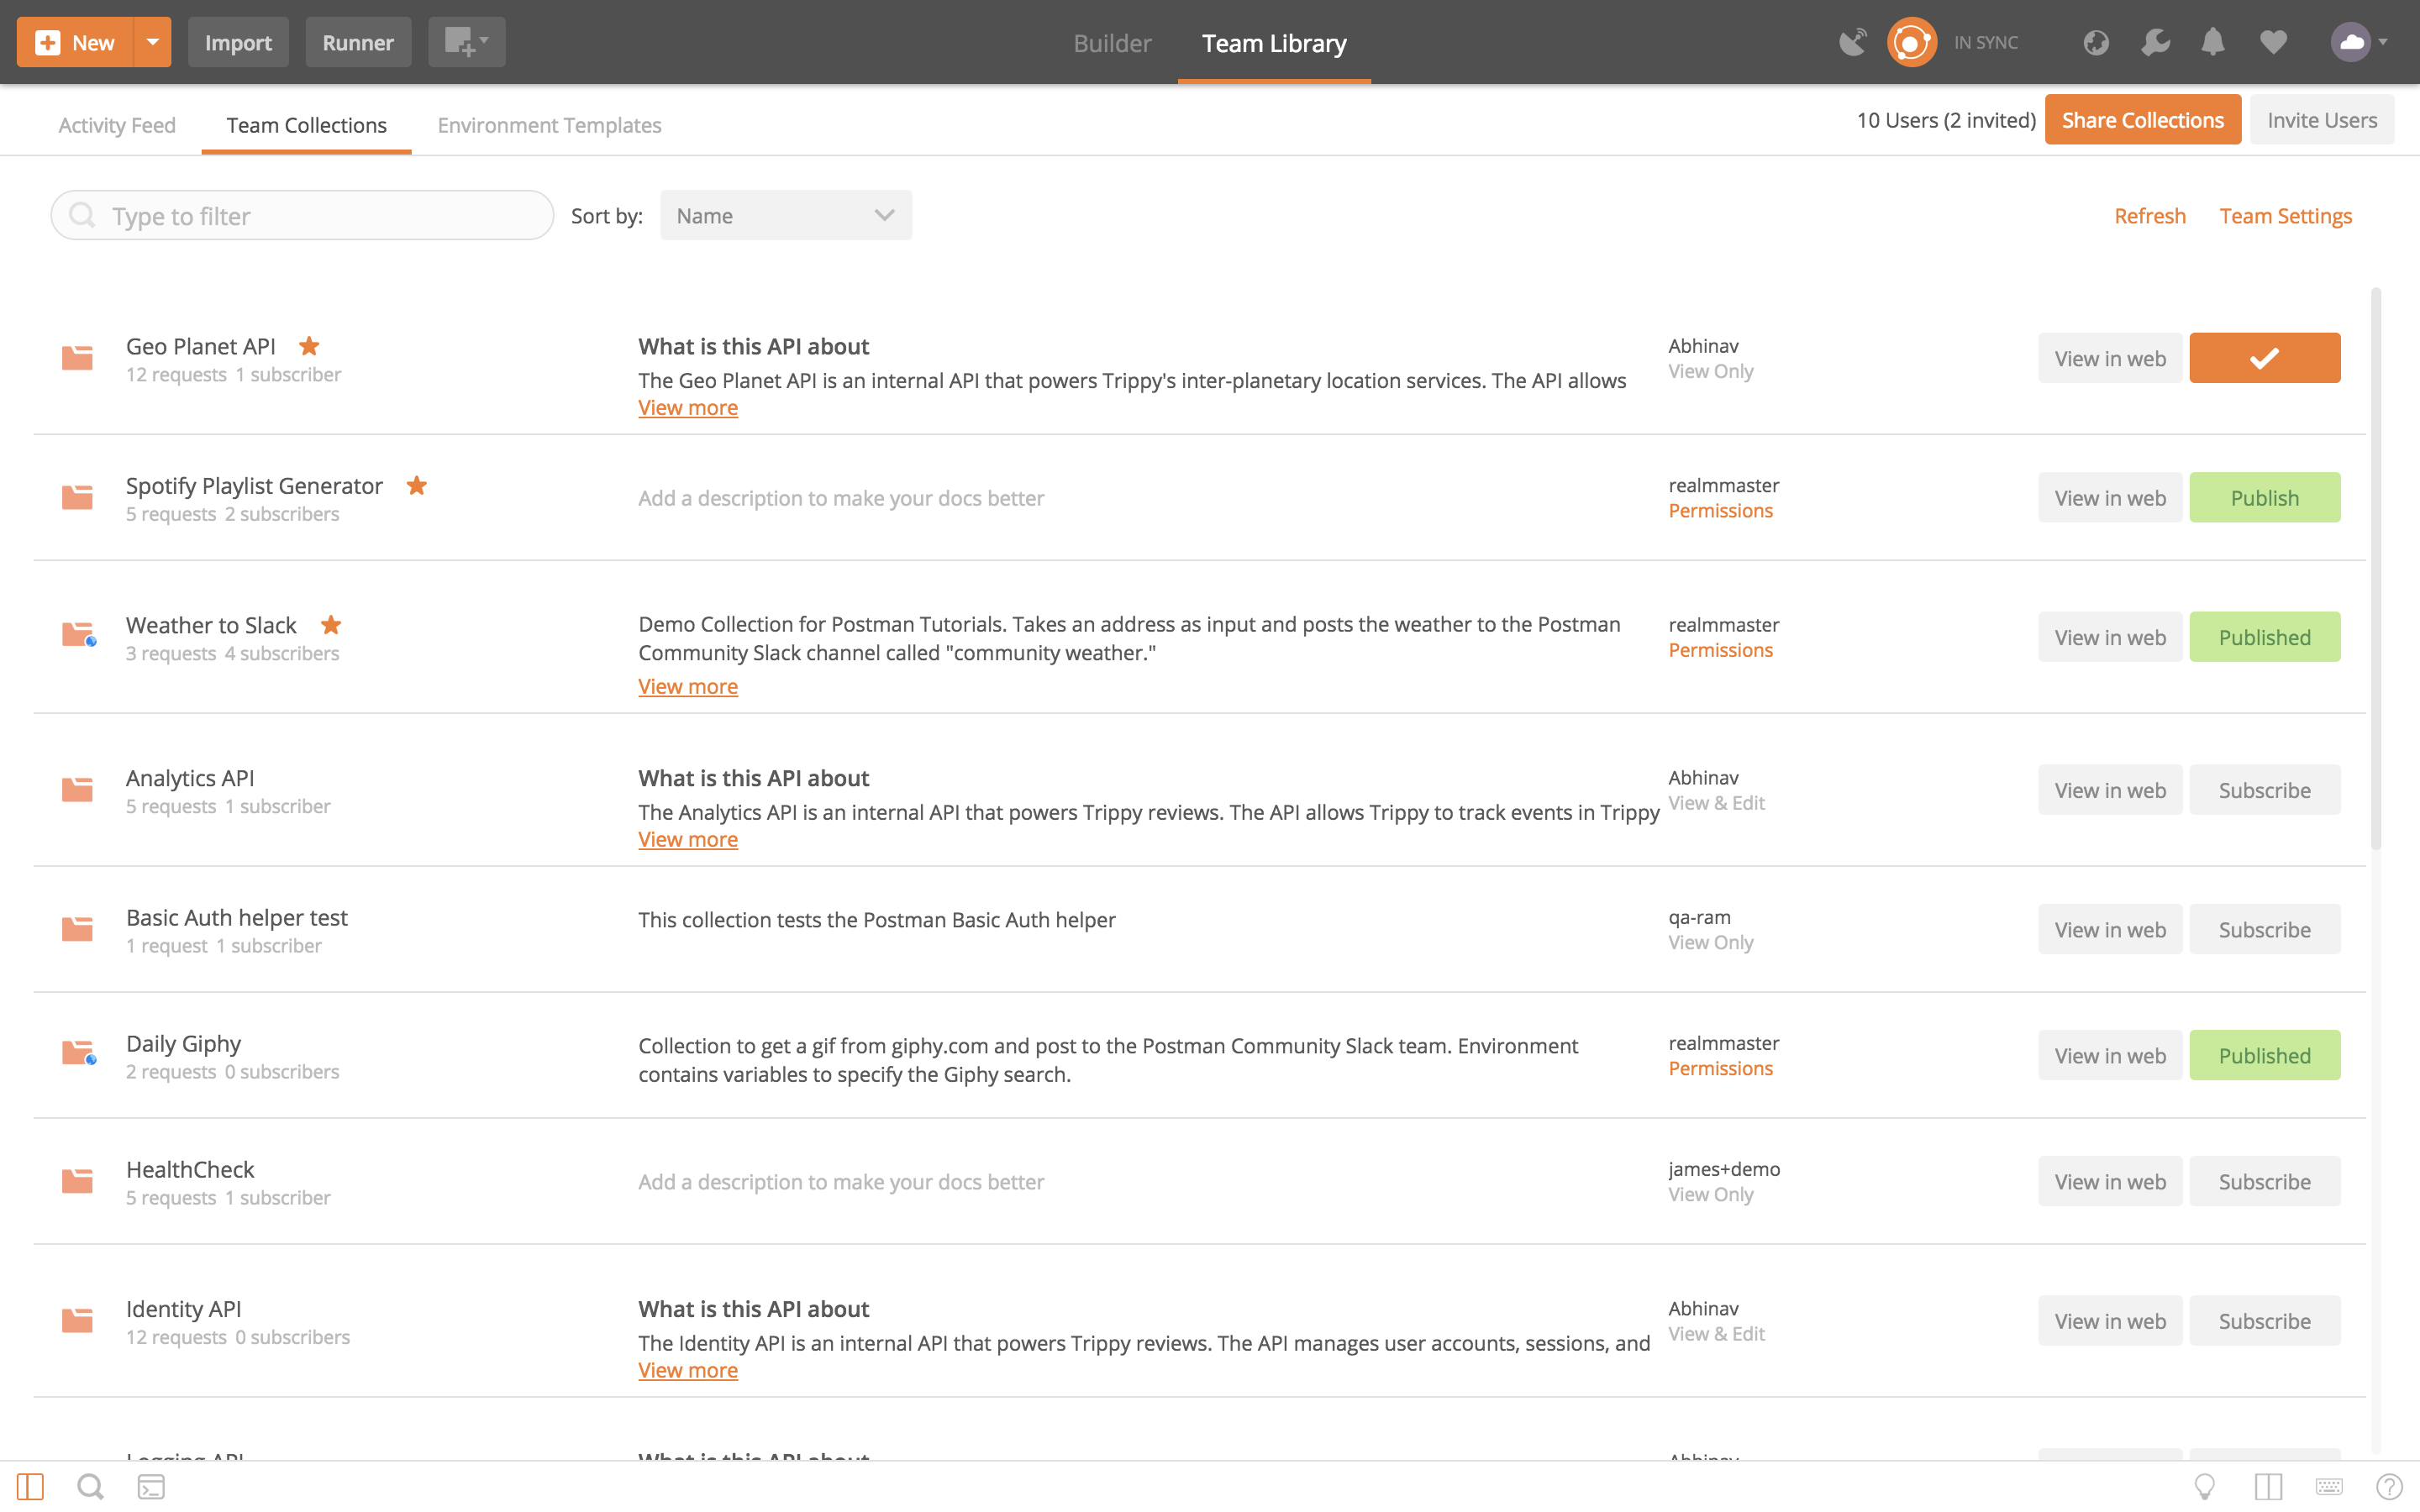 New
Import
Runner
Builder
Team Library
IN SYNC
Activity Feed
Team Collections
Environment Templates
10 Users (2 invited)
Share Collections
Invite Users
Type to filter
Sort by:
Name
Refresh
Team Settings
Geo Planet API
12 requests 1 subscriber
What is this API about
The Geo Planet API is an internal API that powers Trippy's inter-planetary location services. The API allows
View more
Abhinav
View Only
View in web
Spotify Playlist Generator
5 requests 2 subscribers
Add a description to make your docs better
realmmaster
Permissions
View in web
Publish
Weather to Slack
3 requests 4 subscribers
Demo Collection for Postman Tutorials. Takes an address as input and posts the weather to the Postman
Community Slack channel called "community weather."
View more
realmmaster
Permissions
View in web
Published
Analytics API
5 requests 1 subscriber
What is this API about
The Analytics API is an internal API that powers Trippy reviews. The API allows Trippy to track events in Trippy
View more
Abhinav
View & Edit
View in web
Subscribe
Basic Auth helper test
1 request 1 subscriber
This collection tests the Postman Basic Auth helper
qa-ram
View Only
View in web
Subscribe
Daily Giphy
2 requests 0 subscribers
Collection to get a gif from giphy.com and post to the Postman Community Slack team. Environment
contains variables to specify the Giphy search.
realmmaster
Permissions
View in web
Published
HealthCheck
5 requests 1 subscriber
Add a description to make your docs better
james+demo
View Only
View in web
Subscribe
Identity API
12 requests 0 subscribers
What is this API about
The Identity API is an internal API that powers Trippy reviews. The API manages user accounts, sessions, and
View more
Abhinav
View & Edit
View in web
Subscribe
Logging API
What is this API about
Abhinav